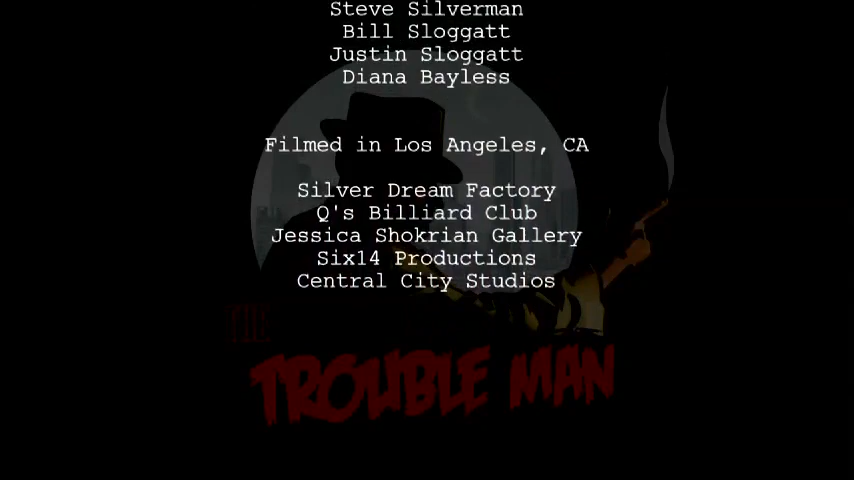 Steve Silverman
Bill Sloggatt
Justin Sloggatt
Diana Bayless
Filmed in Los Angeles, CA
Silver Dream Factory
Q's Billiard Club
Jessica Shokrian Gallery
Six14 Productions
Central City Studios
THE
TROUBLE MAN